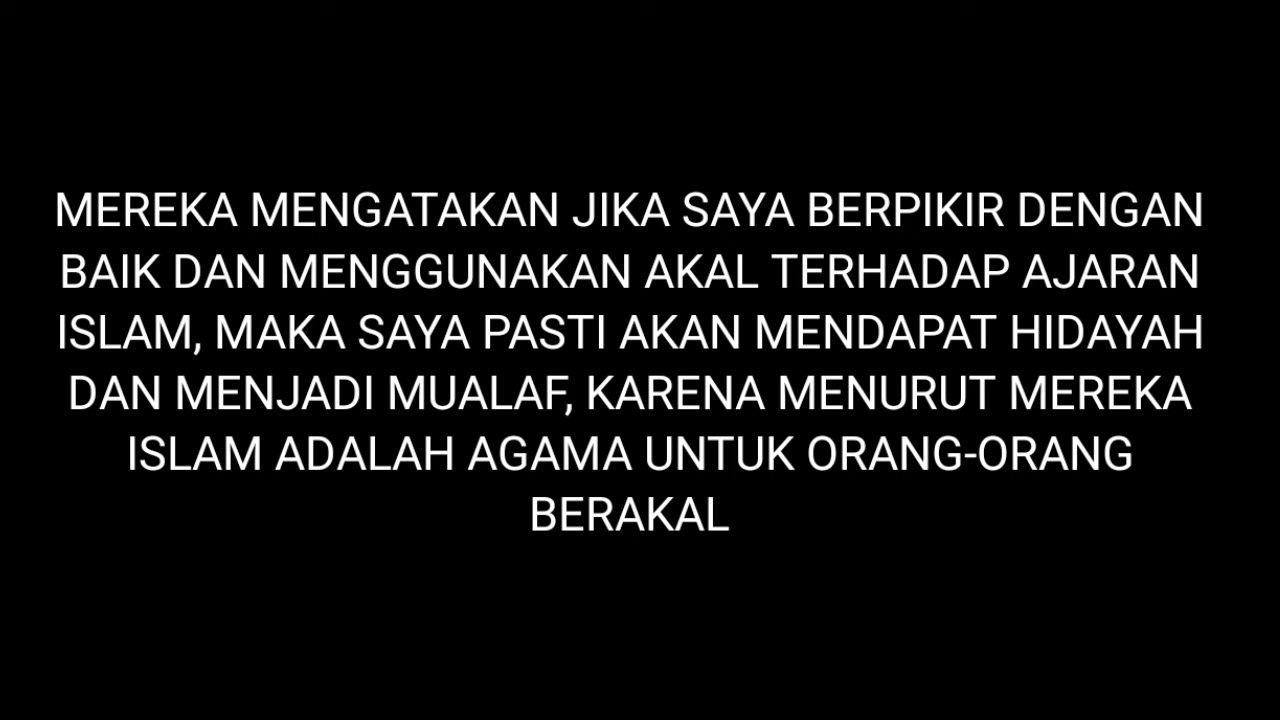 MEREKA MENGATAKAN JIKA SAYA BERPIKIR DENGAN
BAIK DAN MENGGUNAKAN AKAL TERHADAP AJARAN
ISLAM, MAKA SAYA PASTI AKAN MENDAPAT HIDAYAH
DAN MENJADI MUALAF, KARENA MENURUT MEREKA
ISLAM ADALAH AGAMA UNTUK ORANG-ORANG
BERAKAL